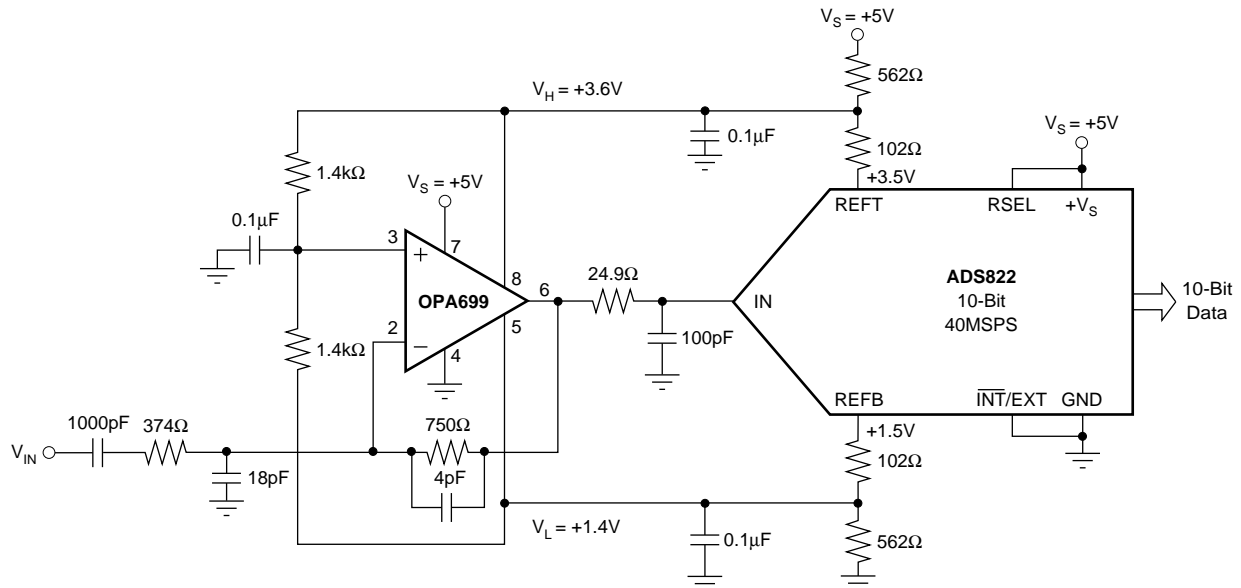 V_S = +5V
562Ω
V_H = +3.6V
0.1µF
102Ω
+3.5V
V_S = +5V
1.4kΩ
V_S = +5V
REFT
RSEL
+V_S
0.1µF
3
+
7
8
OPA699
6
24.9Ω
IN
ADS822
10-Bit
40MSPS
10-Bit
Data
2
−
5
4
1.4kΩ
100pF
REFB
INT/EXT
GND
+1.5V
1000pF
374Ω
750Ω
V_IN
18pF
4pF
102Ω
V_L = +1.4V
0.1µF
562Ω